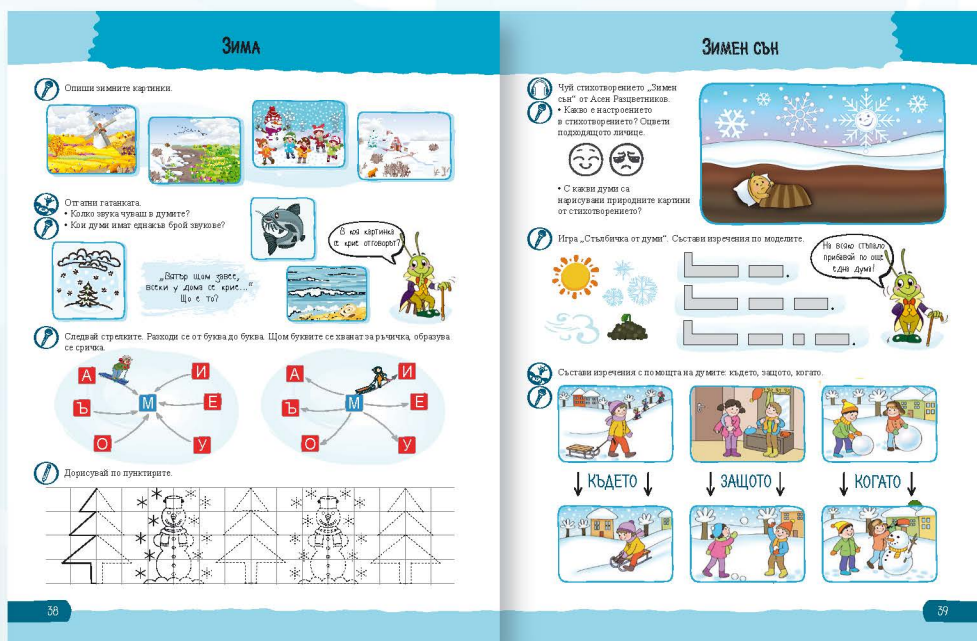 Зима
Опиши зимните картинки.
Отгатни гатанката.
• Колко звука чуваш в думите?
• Кои думи имат еднакъв брой звукове?
В коя картинка
се крие отговорът?
„Вятър щом завее,
всеки у дома се крие...“
Що е то?
Следвай стрелките. Разходи се от буква до буква. Щом буквите се хванат за ръчичка, образува
се сричка.
А
И
Ъ
М
Е
О
У
А
И
Ъ
М
Е
О
У
Дорисувай по пунктирите.
38
Зимен сън
Чуй стихотворението „Зимен
сън“ от Асен Разцветников.
• Какво е настроението
в стихотворението? Оцвети
подходящото личице.
• С какви думи са
нарисувани природните картини
от стихотворението?
Игра „Стълбичка от думи“. Състави изречения по моделите.
На всяко стъпало
прибавяй по още
една дума!
Състави изречения с помощта на думите: където, защото, когато.
КЪДЕТО
ЗАЩОТО
КОГАТО
39